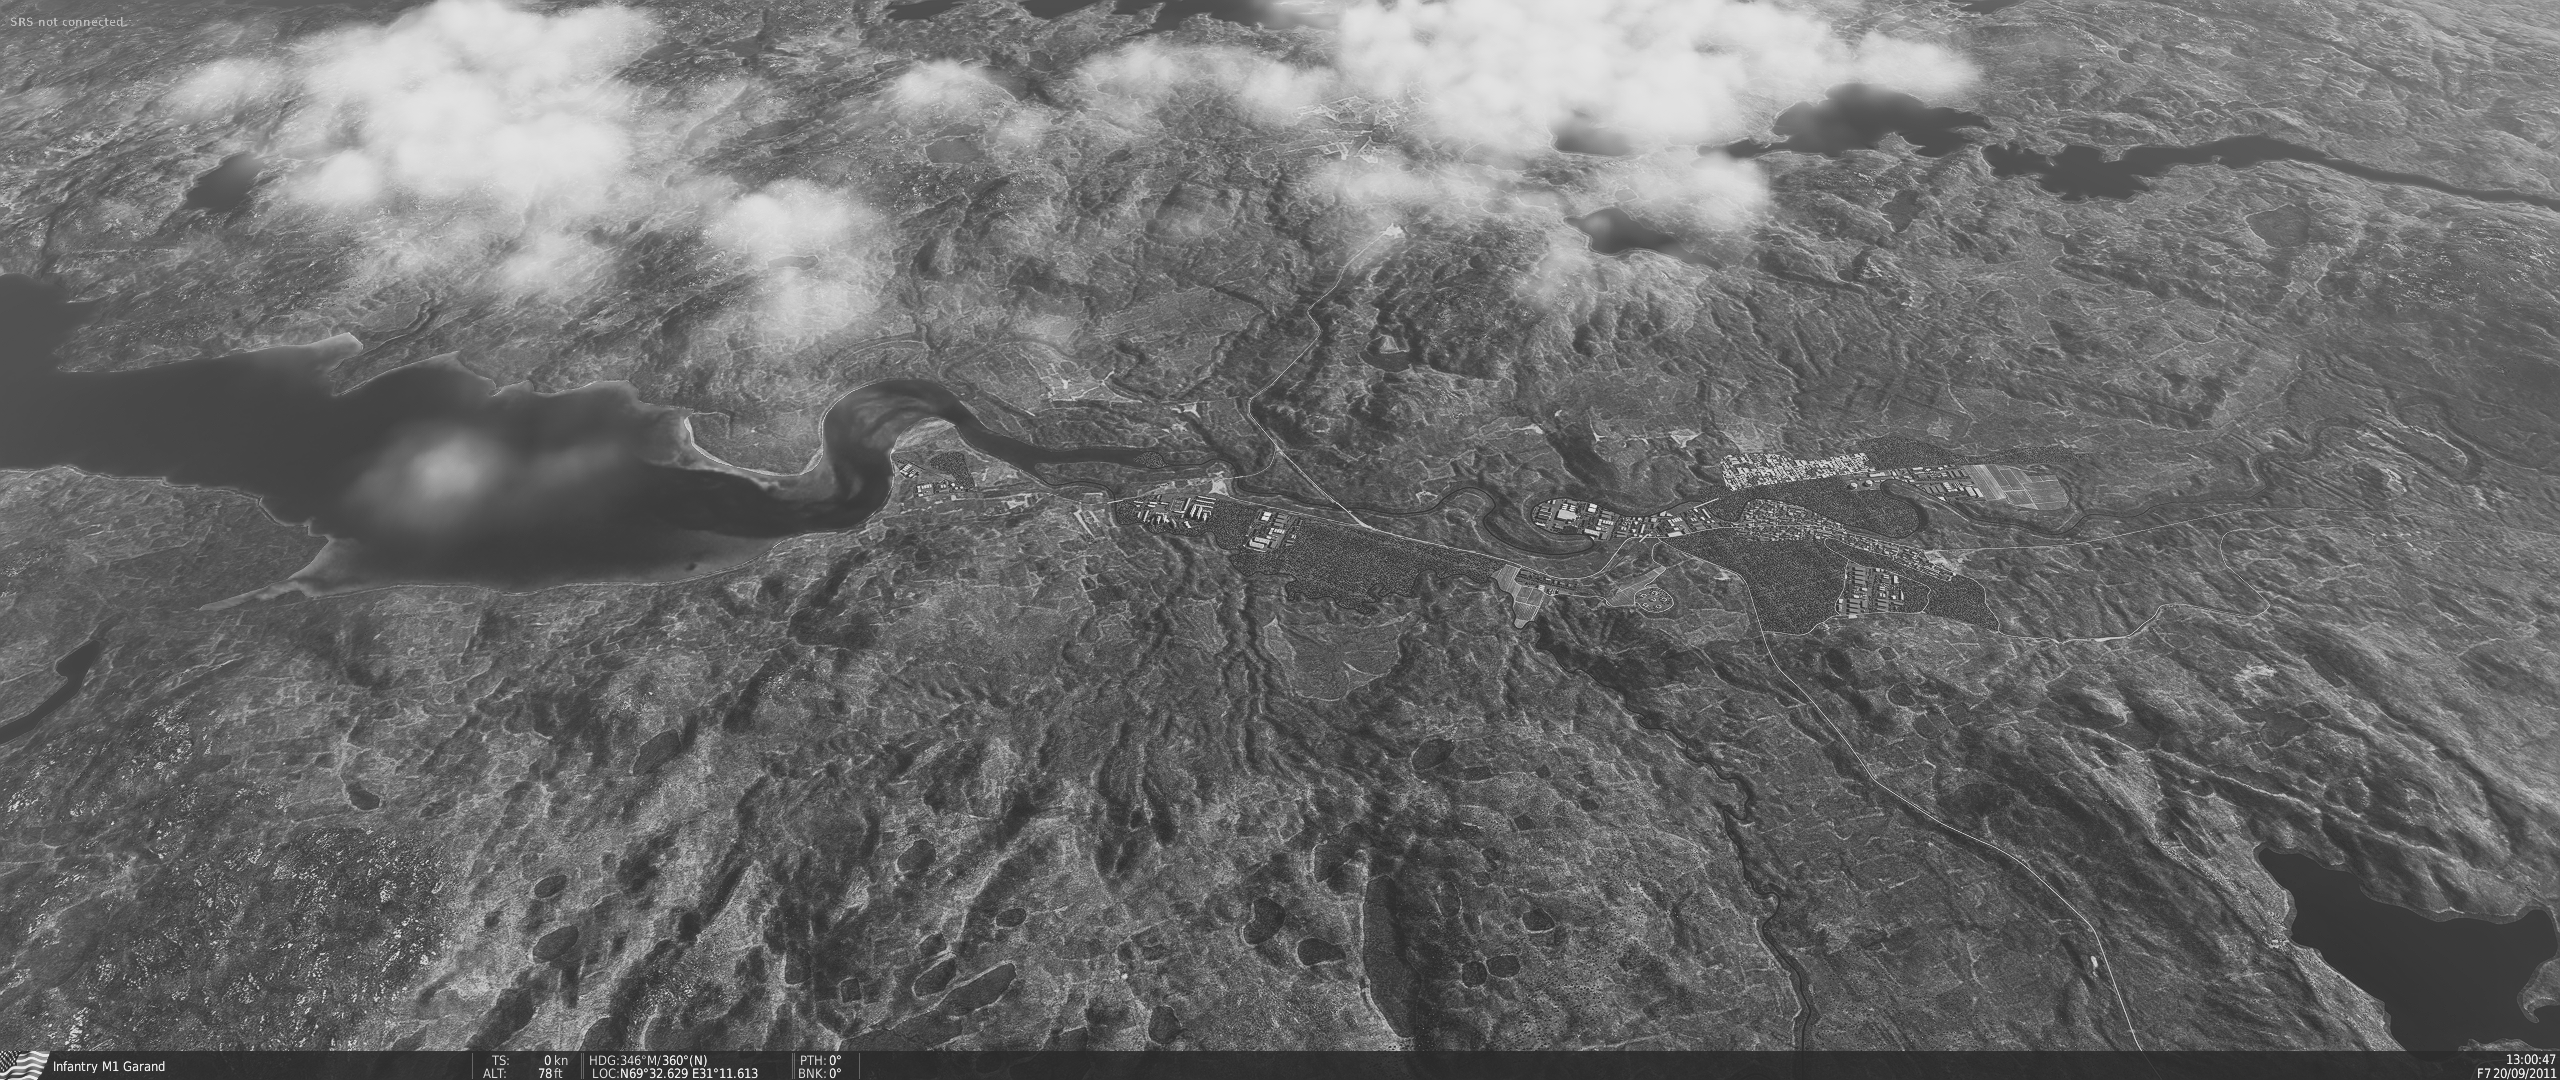 SRS not connected.
Infantry M1 Garand
TS: 0 kn HDG:346°M/360°(N) PTH: 0° 13:00:47
ALT: 78 ft LOC:N69°32.629 E31°11.613 BNK: 0° F7 20/09/2011